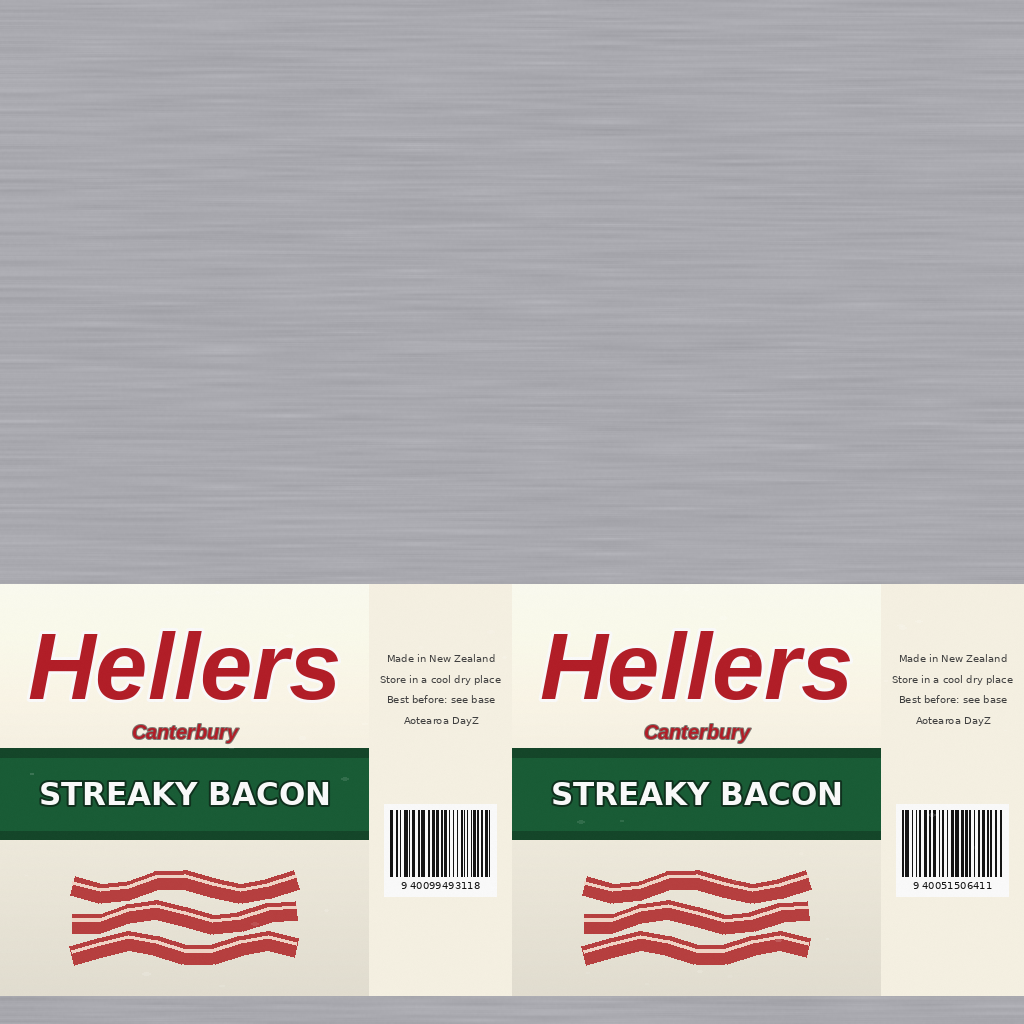 Hellers
Canterbury
STREAKY BACON
Made in New Zealand
Store in a cool dry place
Best before: see base
Aotearoa DayZ
9 40099493118
Hellers
Canterbury
STREAKY BACON
Made in New Zealand
Store in a cool dry place
Best before: see base
Aotearoa DayZ
9 40051506411